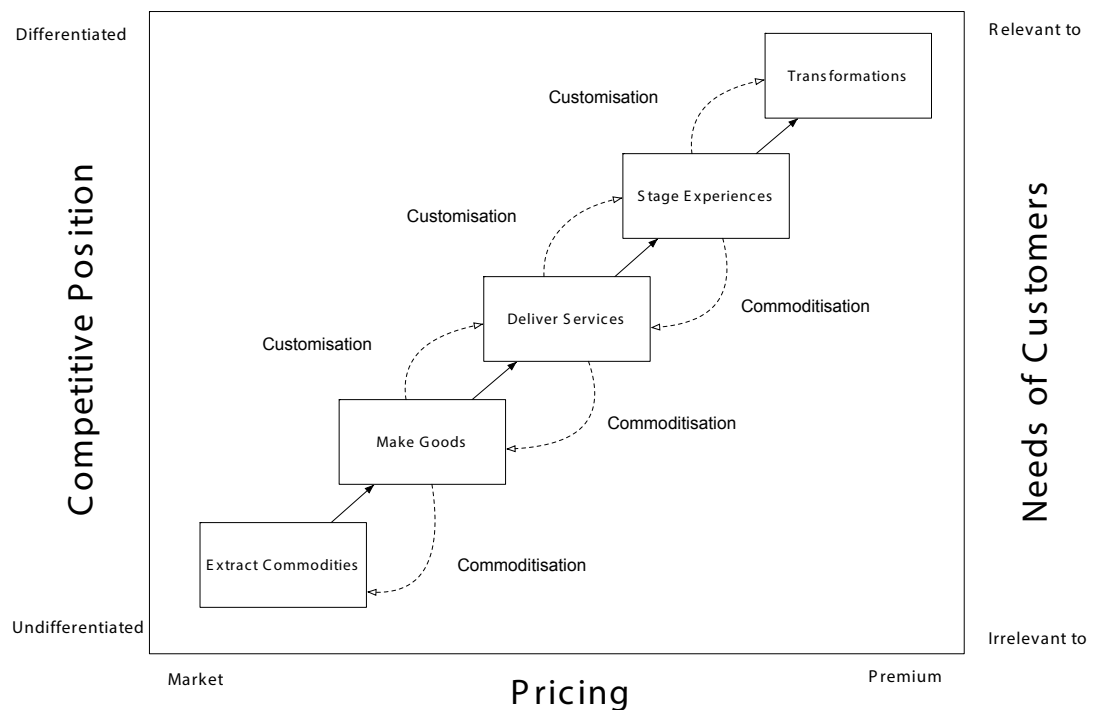 Differentiated
Relevant to
Transformations
Customisation
Stage Experiences
Customisation
Commoditisation
Deliver Services
Customisation
Commoditisation
Make Goods
Extract Commodities
Commoditisation
Competitive Position
Needs of Customers
Undifferentiated
Irrelevant to
Market
Pricing
Premium